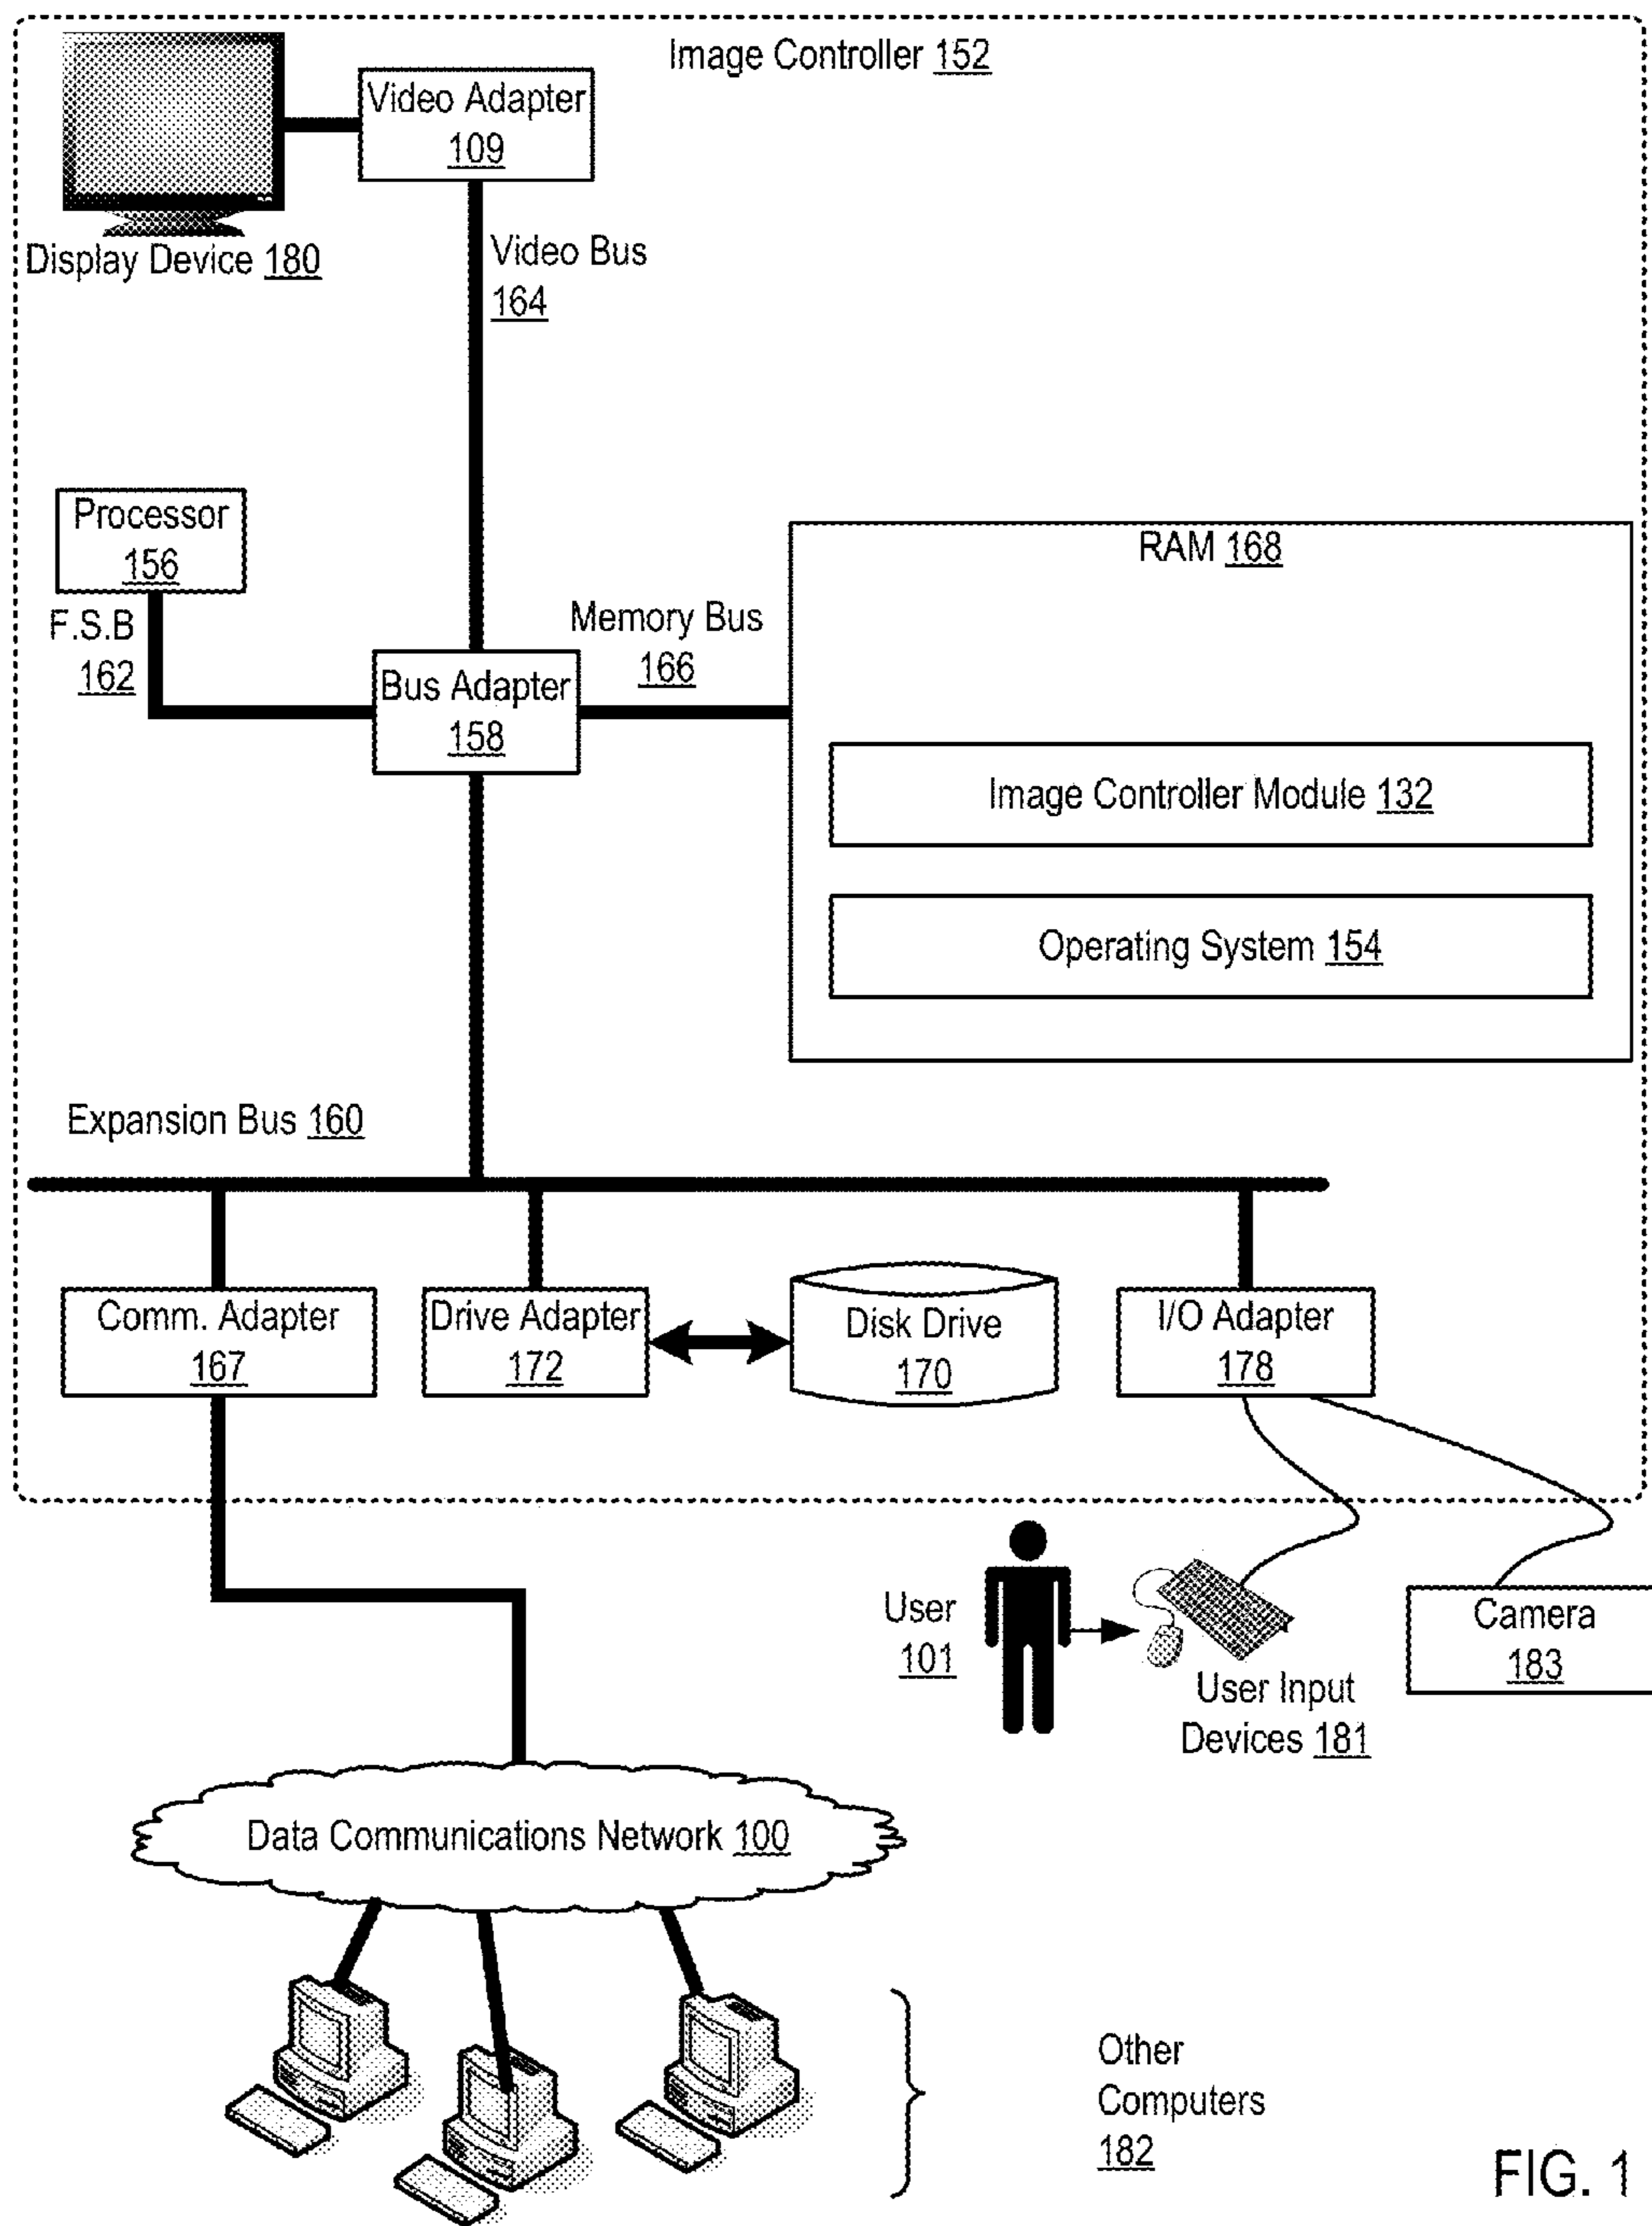 Image Controller 152
Video Adapter
109
Display Device 180
Video Bus
164
Processor
156
F.S.B
162
Bus Adapter
158
Memory Bus
166
RAM 168
Image Controller Module 132
Operating System 154
Expansion Bus 160
Comm. Adapter
167
Drive Adapter
172
Disk Drive
170
I/O Adapter
178
User
101
User Input
Devices 181
Camera
183
Data Communications Network 100
Other
Computers
182
FIG. 1